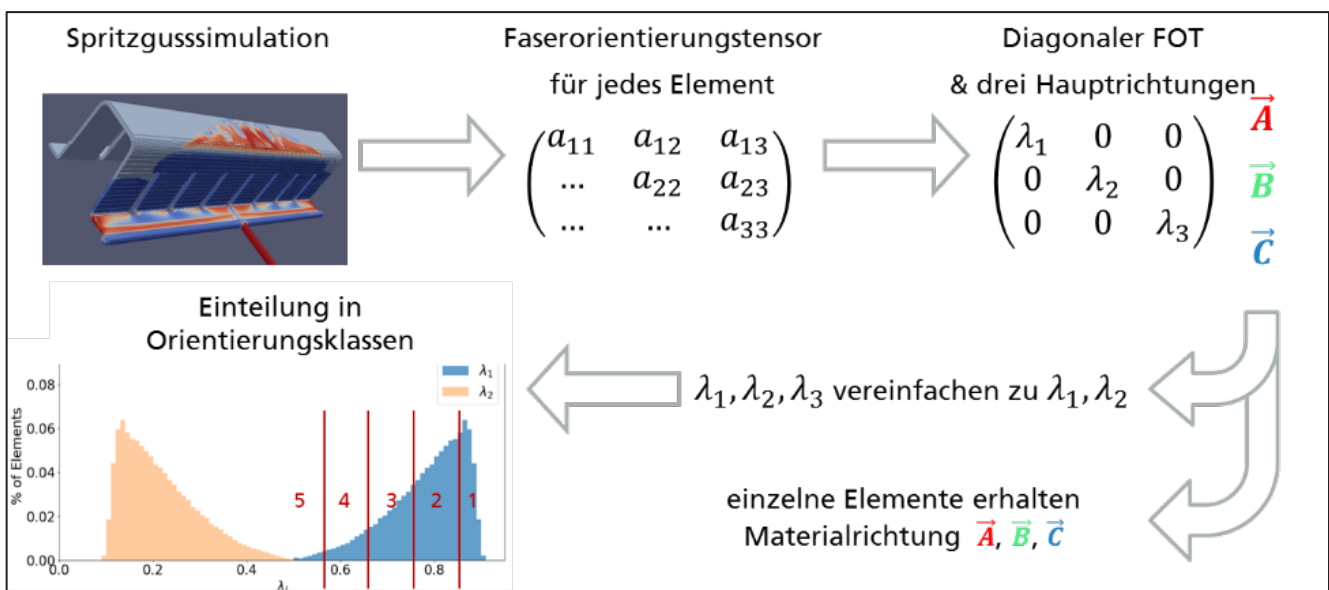 Spritzgusssimulation
Faserorientierungstensor
für jedes Element
a₁₁ a₁₂ a₁₃
... a₂₂ a₂₃
... ... a₃₃
Diagonaler FOT
& drei Hauptrichtungen
λ₁ 0 0
0 λ₂ 0
0 0 λ₃
A
B
C
λ₁, λ₂, λ₃ vereinfachen zu λ₁, λ₂
einzelne Elemente erhalten
Materialrichtung A, B, C
Einteilung in
Orientierungsklassen
λ₁
λ₂
% of Elements
0.08
0.06
0.04
0.02
0.00
5 4 3 2 1
0.0 0.2 0.4 0.6 0.8